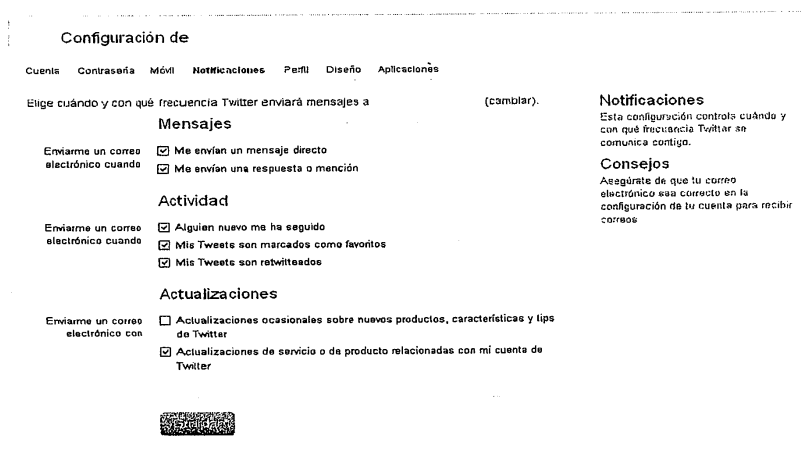 Configuración de
Cuenta Contraseña Móvil Notificaciones Perfil Diseño Aplicaciones
Elige cuándo y con qué frecuencia Twitter enviará mensajes a (cambiar).
Mensajes
Enviarme un correo electrónico cuando
Me envían un mensaje directo
Me envían una respuesta o mención
Actividad
Enviarme un correo electrónico cuando
Alguien nuevo me ha seguido
Mis Tweets son marcados como favoritos
Mis Tweets son retwitteados
Actualizaciones
Enviarme un correo electrónico con
Actualizaciones ocasionales sobre nuevos productos, características y tips
de Twitter
Actualizaciones de servicio o de producto relacionadas con mi cuenta de
Twitter
Guardar
Notificaciones
Esta configuración controla cuándo y
con qué frecuencia Twitter se
comunica contigo.
Consejos
Asegúrate de que tu correo
electrónico sea correcto en la
configuración de tu cuenta para recibir
correos